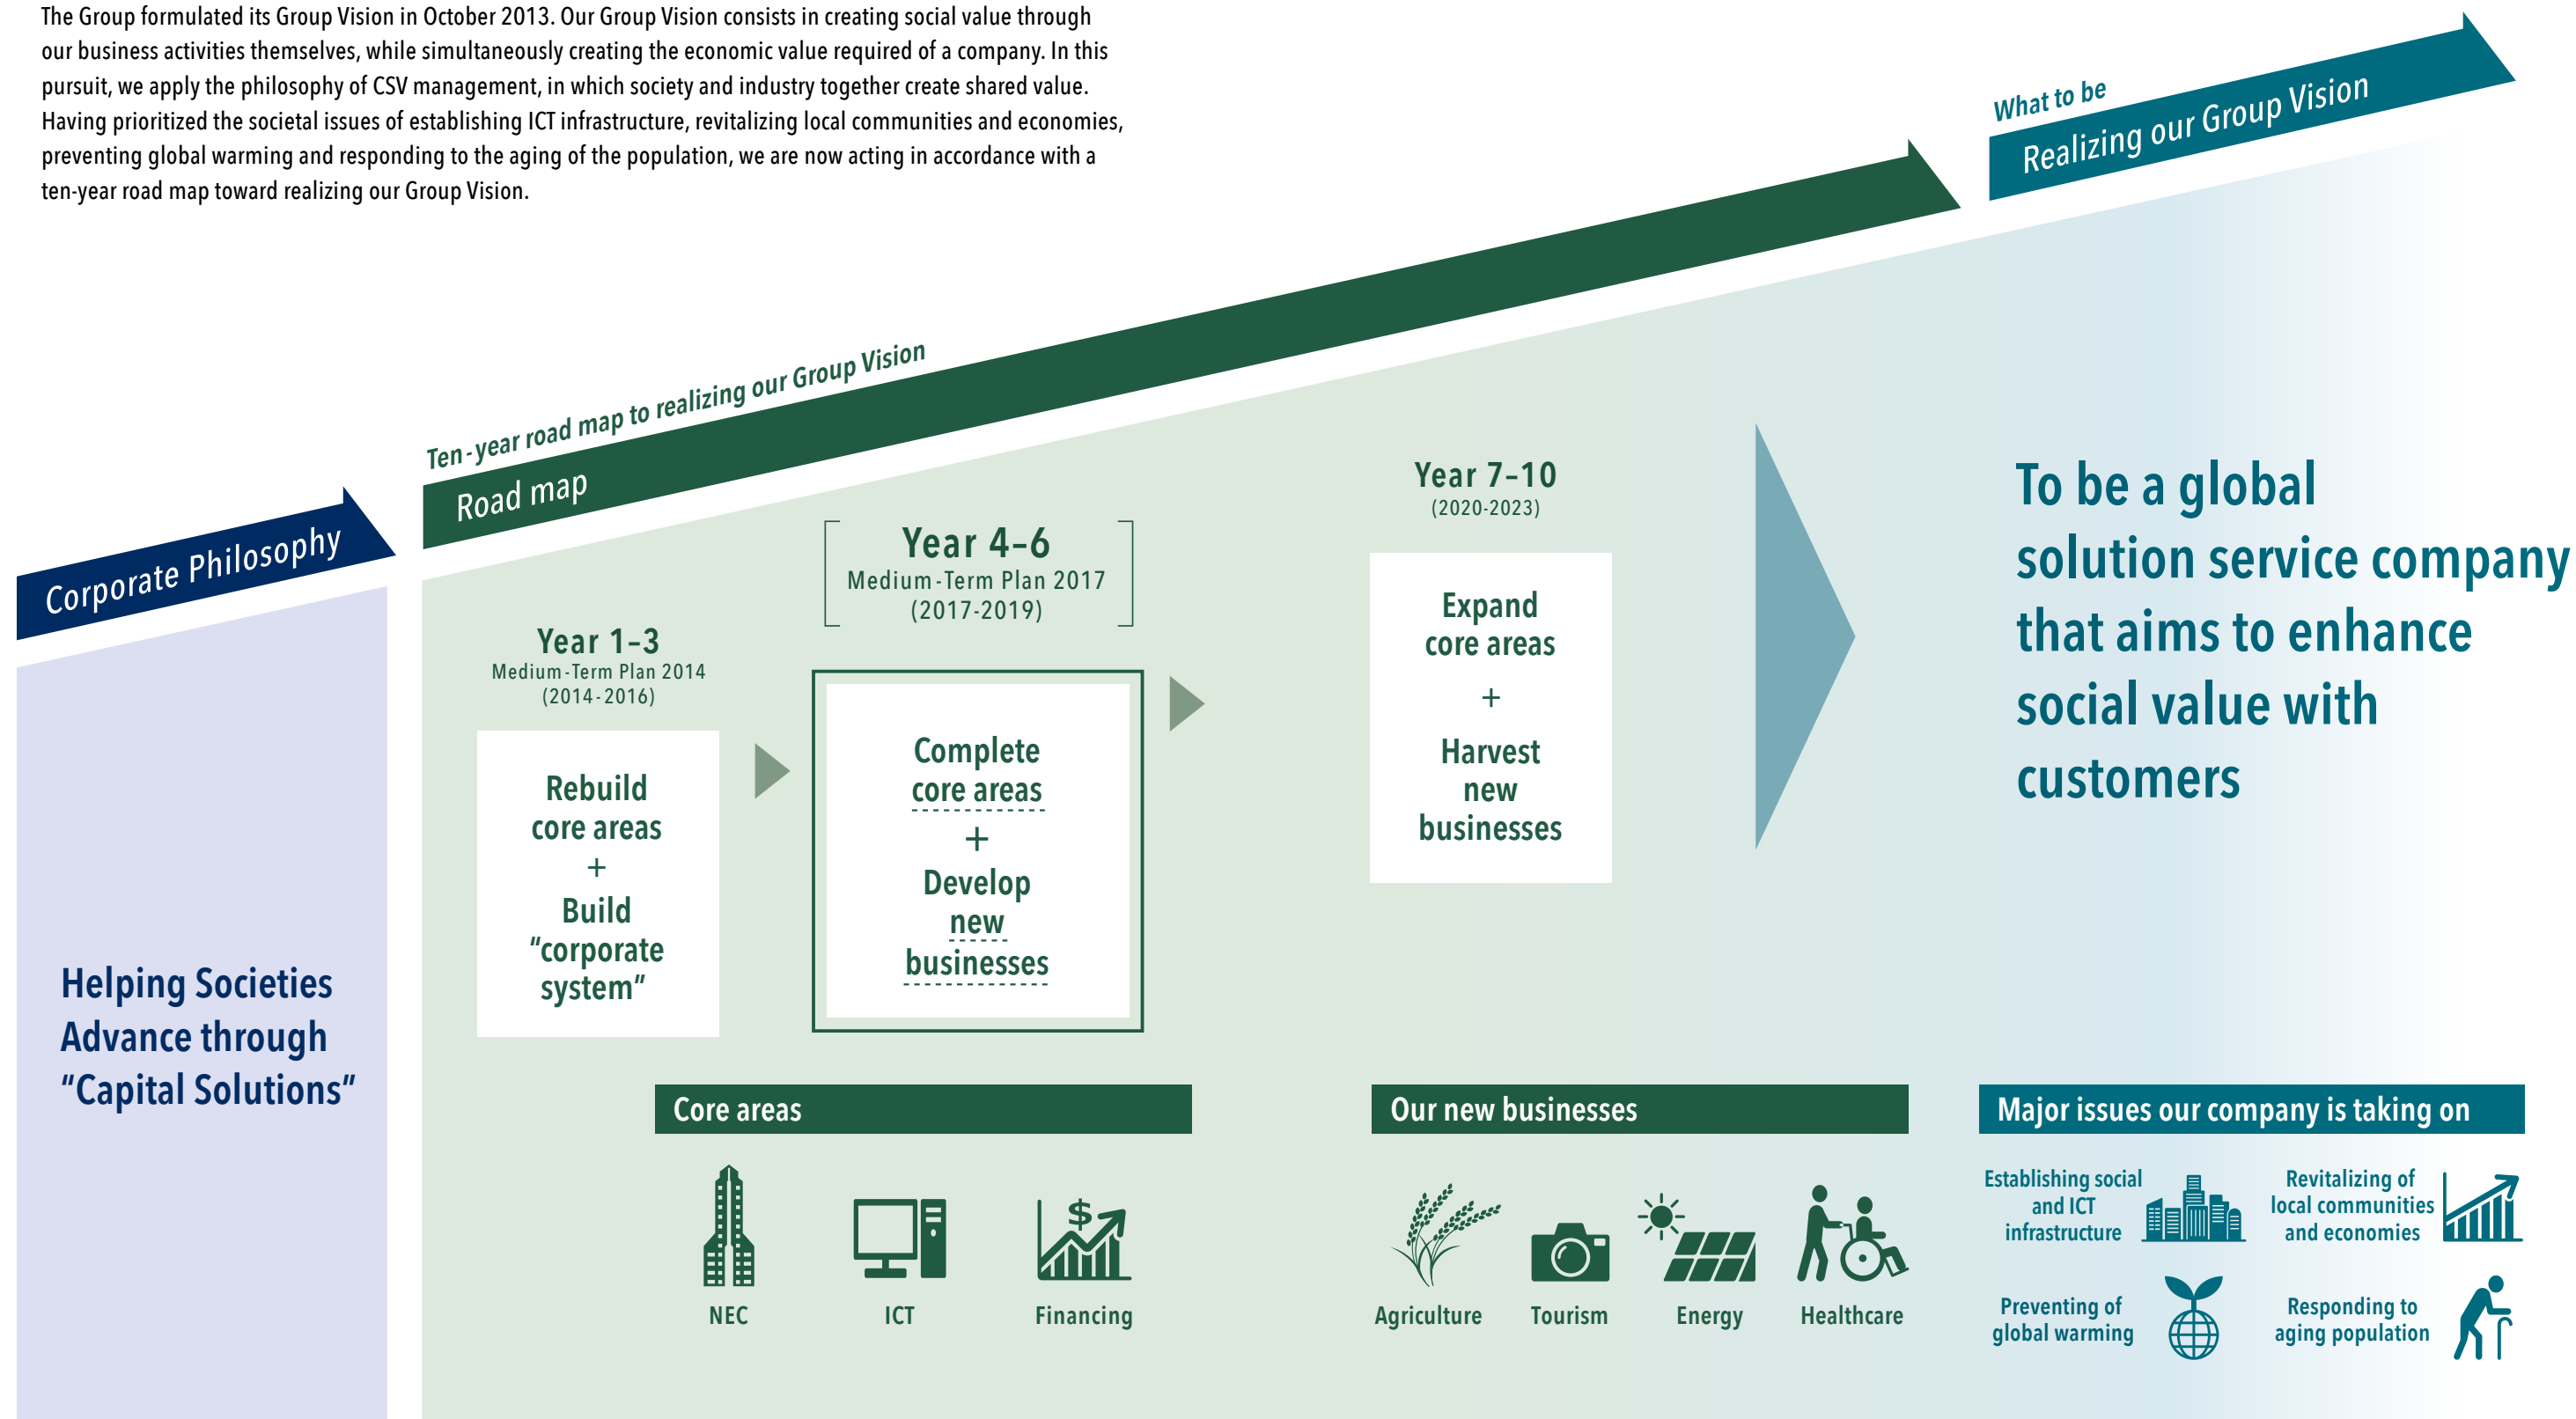 The Group formulated its Group Vision in October 2013. Our Group Vision consists in creating social value through
our business activities themselves, while simultaneously creating the economic value required of a company. In this
pursuit, we apply the philosophy of CSV management, in which society and industry together create shared value.
Having prioritized the societal issues of establishing ICT infrastructure, revitalizing local communities and economies,
preventing global warming and responding to the aging of the population, we are now acting in accordance with a
ten-year road map toward realizing our Group Vision.
Corporate Philosophy
Helping Societies
Advance through
“Capital Solutions”
Ten-year road map to realizing our Group Vision
Road map
Year 1–3
Medium-Term Plan 2014
(2014-2016)
Rebuild
core areas
+
Build
“corporate
system”
Year 4–6
Medium-Term Plan 2017
(2017-2019)
Complete
core areas
+
Develop
new
businesses
Year 7–10
(2020-2023)
Expand
core areas
+
Harvest
new
businesses
Core areas
NEC
ICT
$
Financing
Our new businesses
Agriculture
Tourism
Energy
Healthcare
What to be
Realizing our Group Vision
To be a global
solution service company
that aims to enhance
social value with
customers
Major issues our company is taking on
Establishing social
and ICT
infrastructure
Revitalizing of
local communities
and economies
Preventing of
global warming
Responding to
aging population